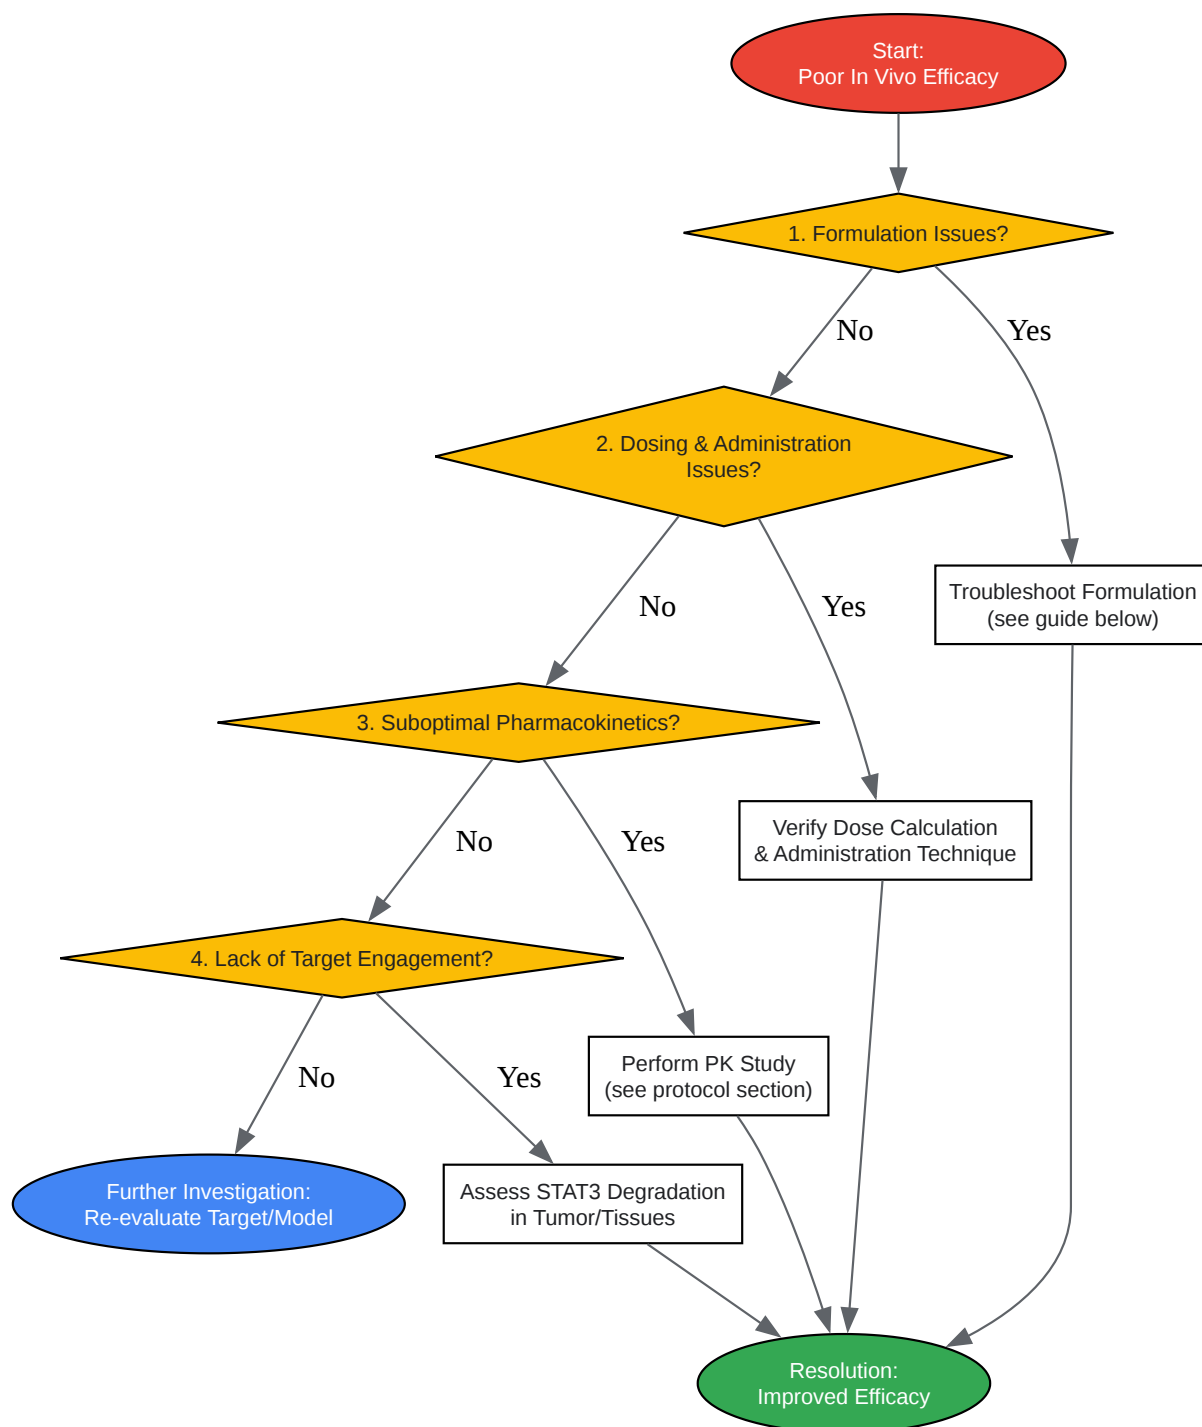 Start:
Poor In Vivo Efficacy
1. Formulation Issues?
No
Yes
2. Dosing & Administration
Issues?
No
Yes
Troubleshoot Formulation
(see guide below)
3. Suboptimal Pharmacokinetics?
No
Yes
Verify Dose Calculation
& Administration Technique
4. Lack of Target Engagement?
No
Yes
Perform PK Study
(see protocol section)
Further Investigation:
Re-evaluate Target/Model
Assess STAT3 Degradation
in Tumor/Tissues
Resolution:
Improved Efficacy